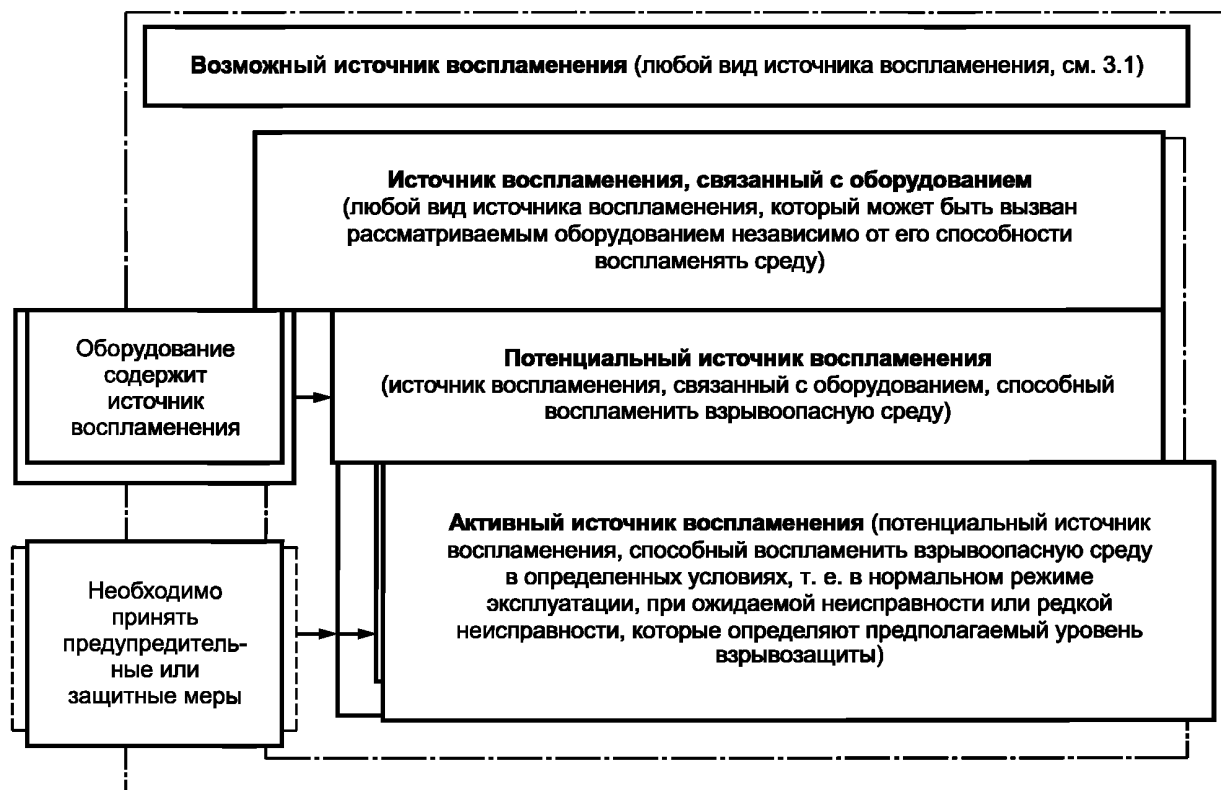 Возможный источник воспламенения (любой вид источника воспламенения, см. 3.1)
Источник воспламенения, связанный с оборудованием
(любой вид источника воспламенения, который может быть вызван
рассматриваемым оборудованием независимо от его способности
воспламенять среду)
Оборудование
содержит
источник
воспламенения
Потенциальный источник воспламенения
(источник воспламенения, связанный с оборудованием, способный
воспламенить взрывоопасную среду)
Необходимо
принять
предупредитель-
ные или
защитные меры
Активный источник воспламенения (потенциальный источник
воспламенения, способный воспламенить взрывоопасную среду
в определенных условиях, т. е. в нормальном режиме
эксплуатации, при ожидаемой неисправности или редкой
неисправности, которые определяют предполагаемый уровень
взрывозащиты)